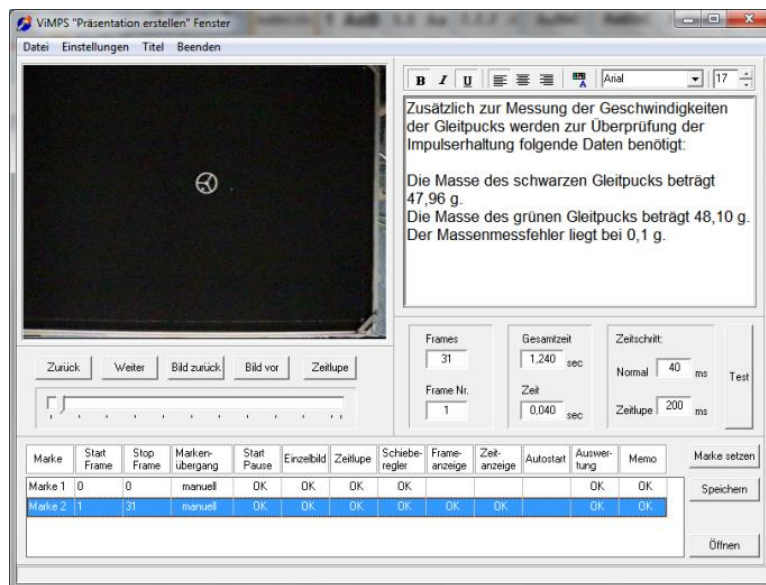 ViMPS "Präsentation erstellen" Fenster
Datei Einstellungen Titel Beenden
B I U Arial 17
Zusätzlich zur Messung der Geschwindigkeiten
der Gleitpucks werden zur Überprüfung der
Impulserhaltung folgende Daten benötigt:
Die Masse des schwarzen Gleitpucks beträgt
47,96 g.
Die Masse des grünen Gleitpucks beträgt 48,10 g.
Der Massenmessfehler liegt bei 0,1 g.
Zurück Weiter Bild zurück Bild vor Zeitlupe
Frames
31
Frame Nr.
1
Gesamtzeit
1,240 sec
Zeit
0,040 sec
Zeitschritt:
Normal 40 ms
Zeitlupe 200 ms
Test
Marke Start Frame Stop Frame Marken-übergang Start Pause Einzelbild Zeitlupe Schiebe-regler Frame-anzeige Zeit-anzeige Autostart Auswer-tung Memo
Marke 1 0 0 manuell OK OK OK OK OK OK
Marke 2 1 31 manuell OK OK OK OK OK OK OK OK
Marke setzen
Speichern
Öffnen